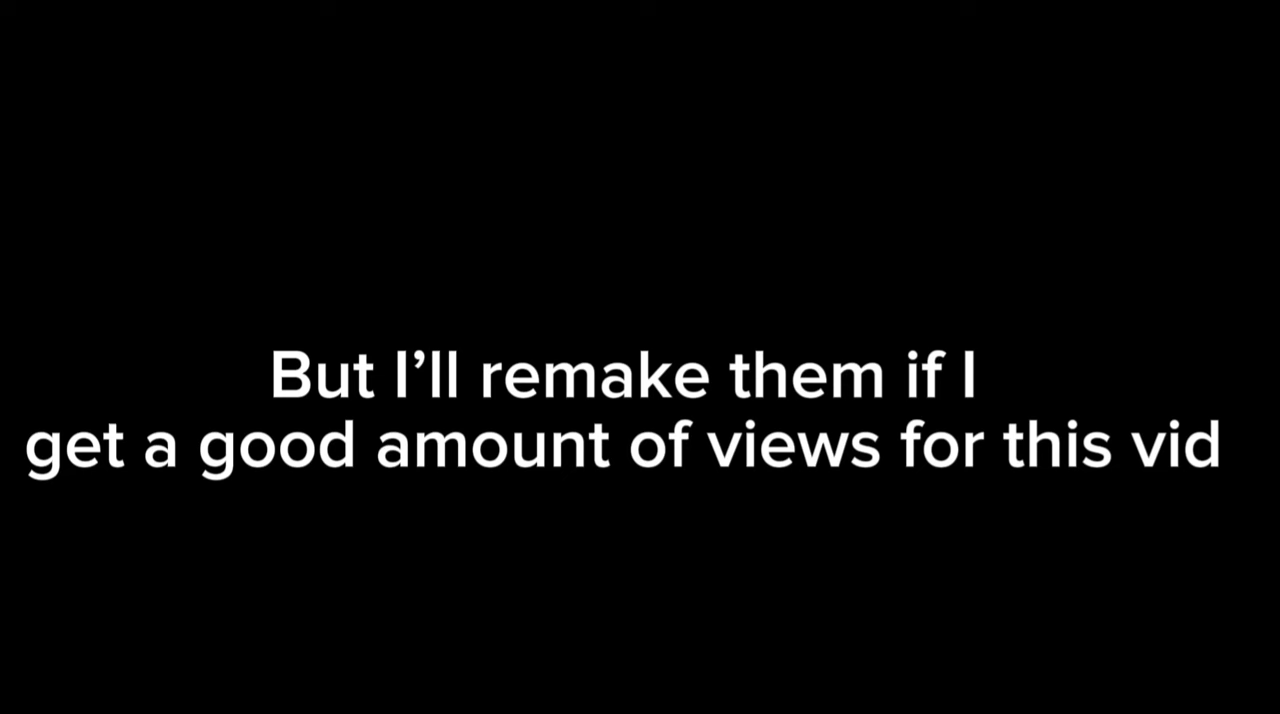 But I’ll remake them if I
get a good amount of views for this vid